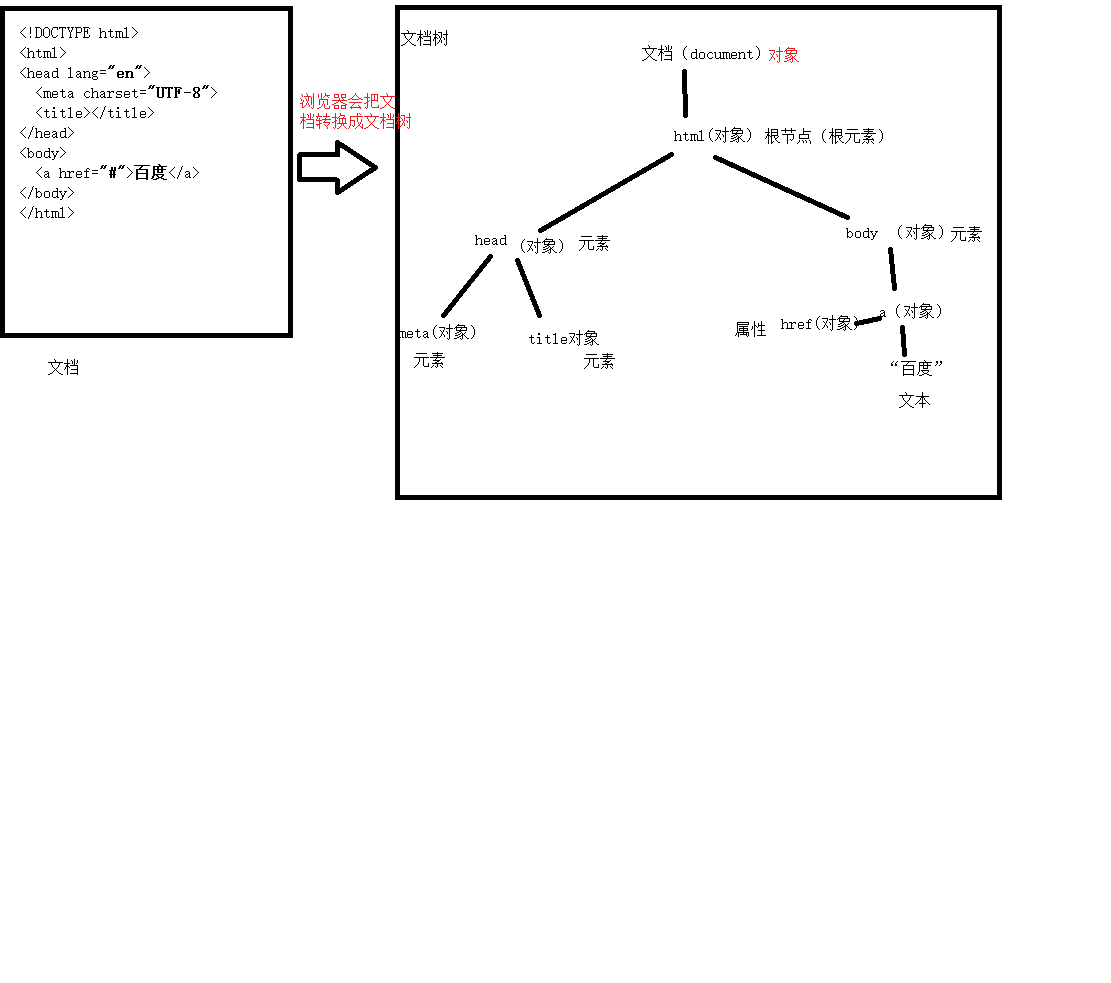 <!DOCTYPE html>
<html>
<head lang="en">
<meta charset="UTF-8">
<title></title>
</head>
<body>
<a href="#">百度</a>
</body>
</html>
文档
浏览器会把文
档转换成文档树
文档树
文档（document）对象
html(对象) 根节点（根元素）
head (对象) 元素
body （对象）元素
meta(对象)
元素
title对象
元素
属性 href(对象)
a（对象）
“百度”
文本